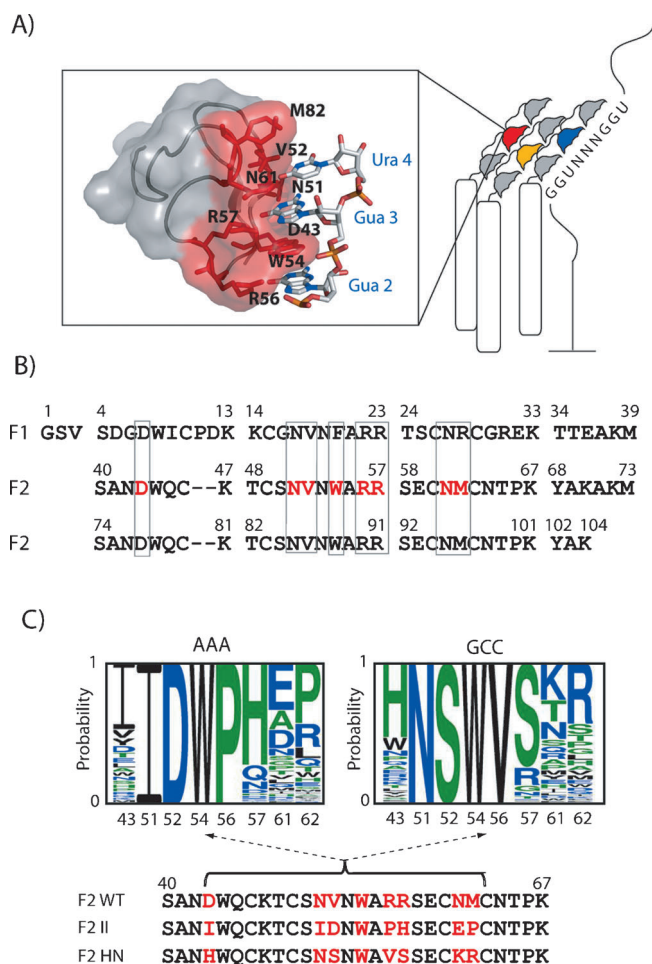 A)
M82
V52
Ura 4
N61
N51
R57
Gua 3
D43
W54
Gua 2
R56
GGUNNNGGU
B)
1 4 13 14 23 24 33 34 39
F1 GSV SDGDWICPDK KCGNVNFARR TSCNRCGREK TTEAKM
40 47 48 57 58 67 68 73
F2 SANDWQC--K TCSNVNWARR SECNMCNTPK YAKAKM
74 81 82 91 92 101 102 104
F2 SANDWQC--K TCSNVNWARR SECNMCNTPK YAK
C)
AAA GCC
1 1
Probability Probability
I I D W P H E P H N S W V S K R
Y Q A R W R T
D L N
0 0
43 51 52 54 56 57 61 62 43 51 52 54 56 57 61 62
40 67
F2 WT SANDWQCKTCSNVNWARRSECNMCNTPK
F2 II SANIWQCKTCSIDNWAPHSECEPCNTPK
F2 HN SANHWQCKTCSNSNWAVSSECKRCNTPK